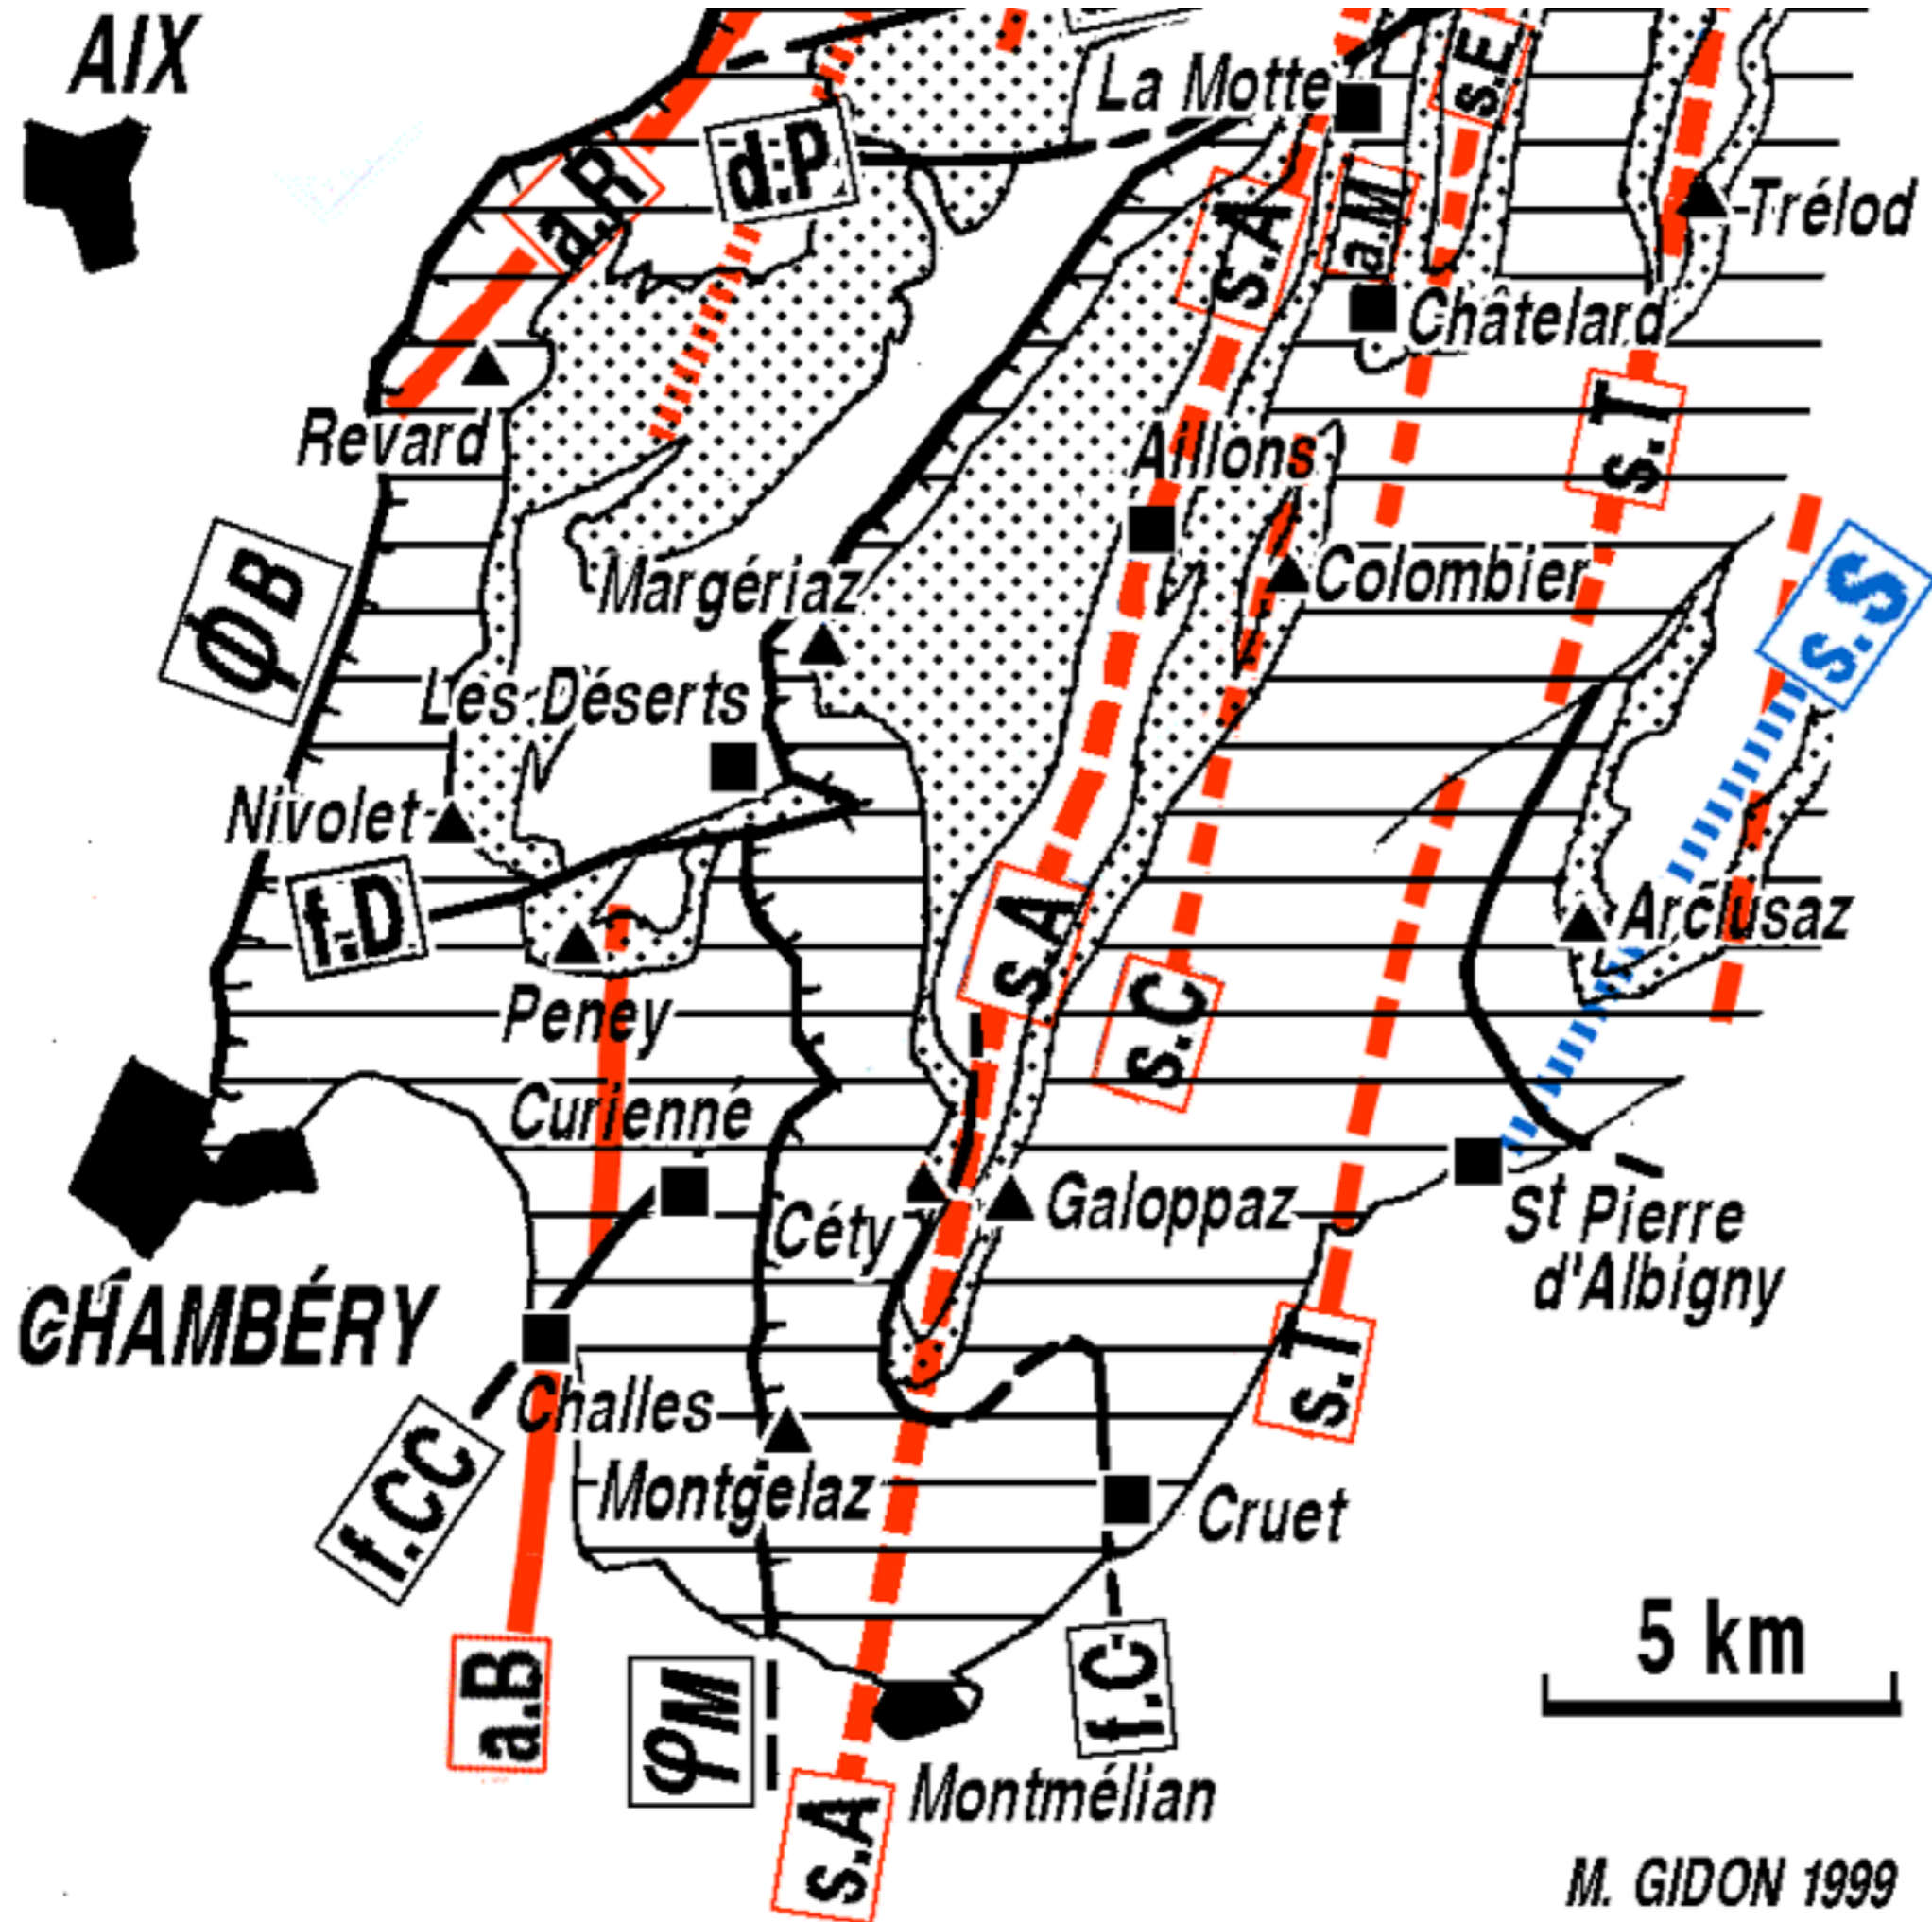 AIX
La Motte
s.E
d.P
a.R
s.A
a.M
Trélod
Châtelard
Revard
s.T
Aillons
ϕB
Margériaz
Colombier
s.S
Les Déserts
Nivolet
f.D
Arclusaz
s.A
s.C
Peney
Curienné
Céty
Galoppaz
St Pierre
d'Albigny
CHAMBÉRY
s.T
Challes
f.CC
Montgelaz
Cruet
5 km
a.B
φM
f.C
Montmélian
s.A
M. GIDON 1999